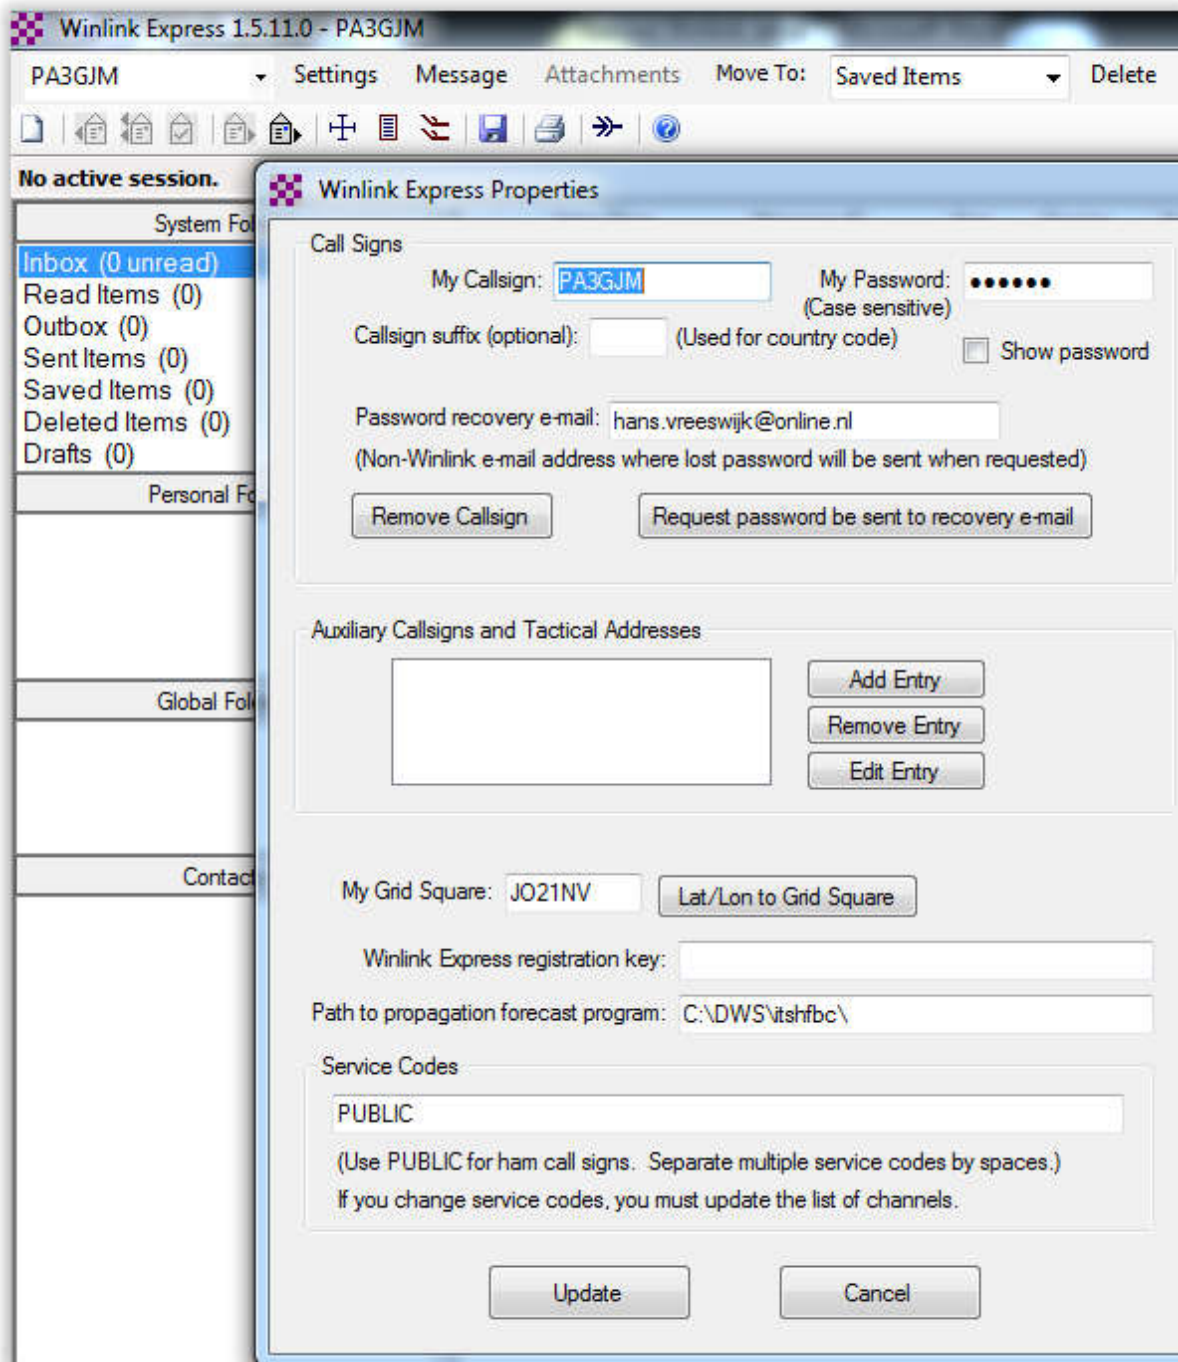 Winlink Express 1.5.11.0 - PA3GJM
PA3GJM Settings Message Attachments Move To: Saved Items Delete
No active session.
Winlink Express Properties
System Fol
Inbox (0 unread)
Read Items (0)
Outbox (0)
Sent Items (0)
Saved Items (0)
Deleted Items (0)
Drafts (0)
Personal Fo
Global Fol
Contact
Call Signs
My Callsign: PA3GJM My Password: ••••••
(Case sensitive)
Callsign suffix (optional): (Used for country code)
Show password
Password recovery e-mail: hans.vreeswijk@online.nl
(Non-Winlink e-mail address where lost password will be sent when requested)
Remove Callsign Request password be sent to recovery e-mail
Auxiliary Callsigns and Tactical Addresses
Add Entry
Remove Entry
Edit Entry
My Grid Square: JO21NV Lat/Lon to Grid Square
Winlink Express registration key:
Path to propagation forecast program: C:\DWS\itshfbc\
Service Codes
PUBLIC
(Use PUBLIC for ham call signs. Separate multiple service codes by spaces.)
If you change service codes, you must update the list of channels.
Update Cancel